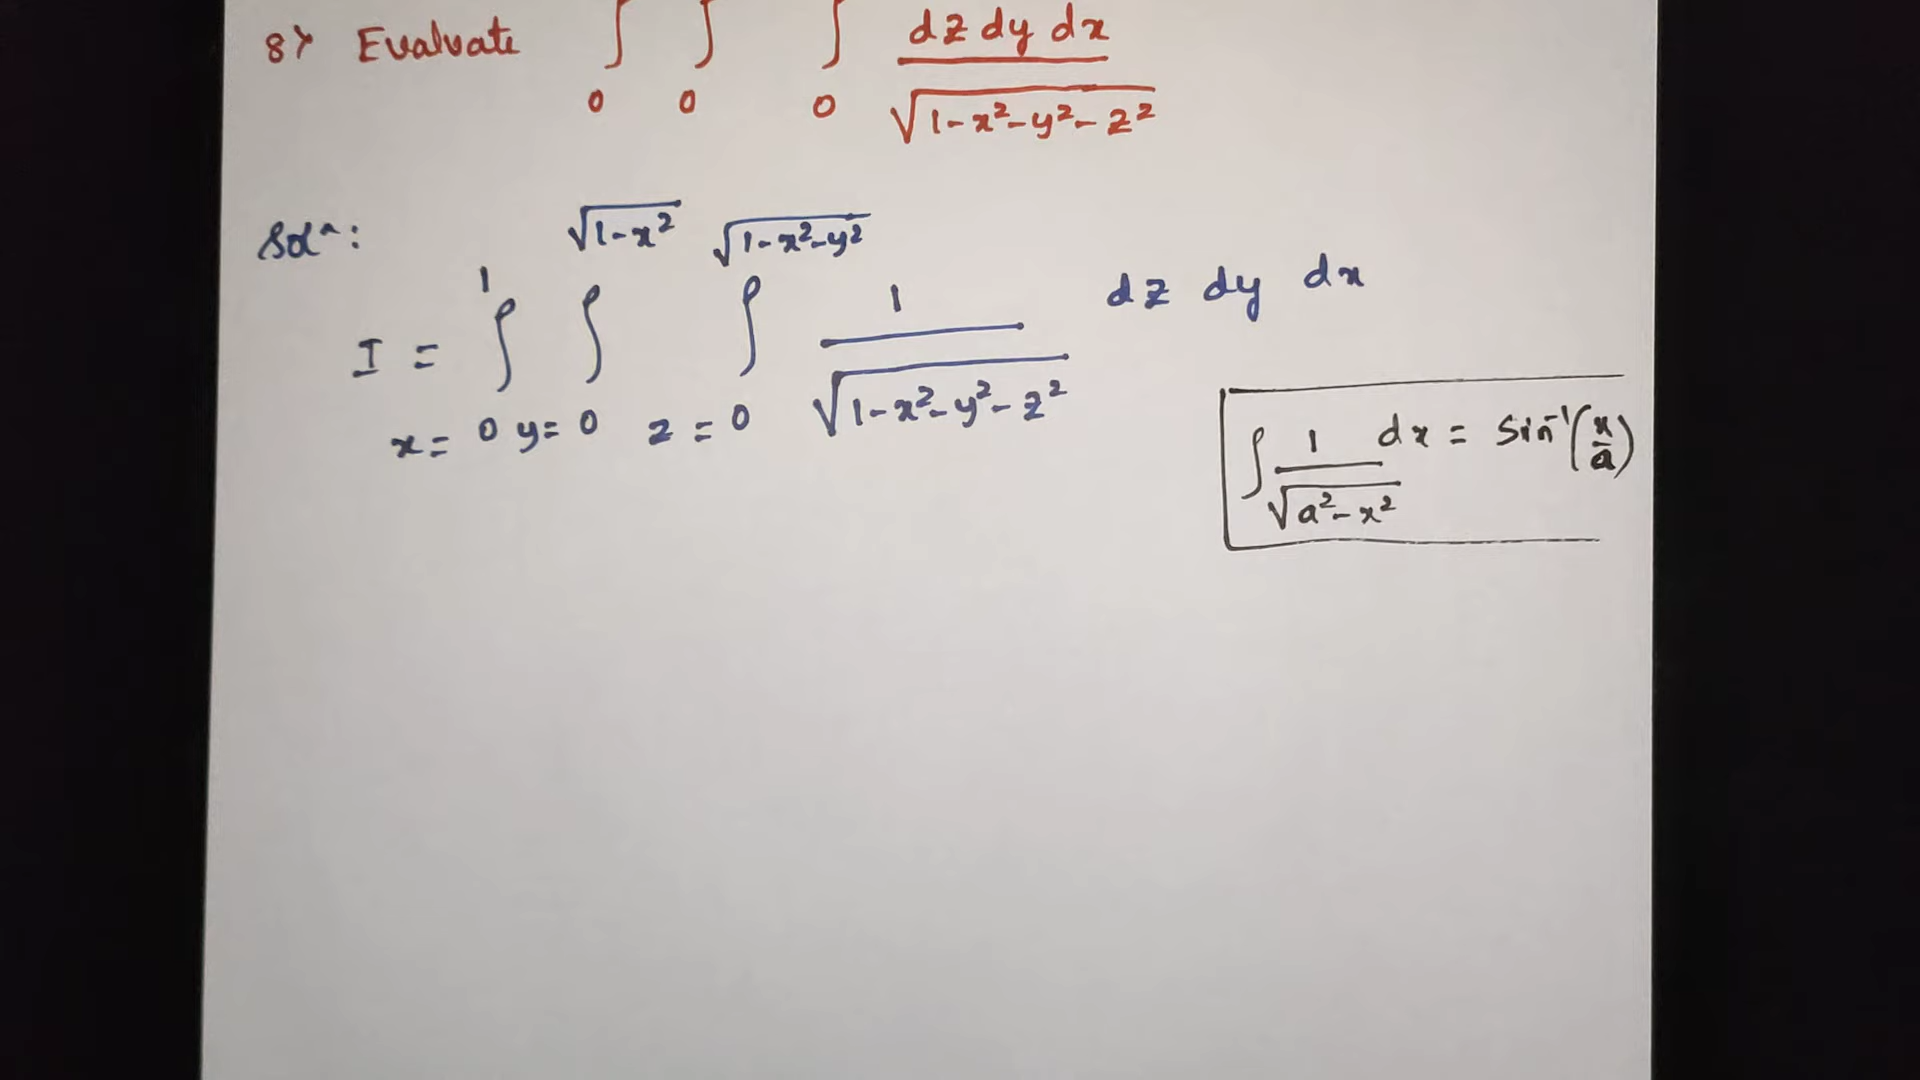 8) Evaluate ∫₀ ∫₀ ∫₀ dz dy dx / √(1-x²-y²-z²)
Solⁿ:
I = ∫_{x=0}^{1} ∫_{y=0}^{√(1-x²)} ∫_{z=0}^{√(1-x²-y²)} 1/√(1-x²-y²-z²) dz dy dx
∫ 1/√(a²-x²) dx = Sin⁻¹(x/a)